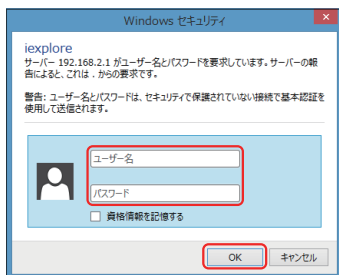 Windows セキュリティ
iexplore
サーバー 192.168.2.1 がユーザー名とパスワードを要求しています。サーバーの報
告によると、これは . からの要求です。
警告: ユーザー名とパスワードは、セキュリティで保護されていない接続で基本認証を
使用して送信されます。
ユーザー名
パスワード
資格情報を記憶する
OK
キャンセル